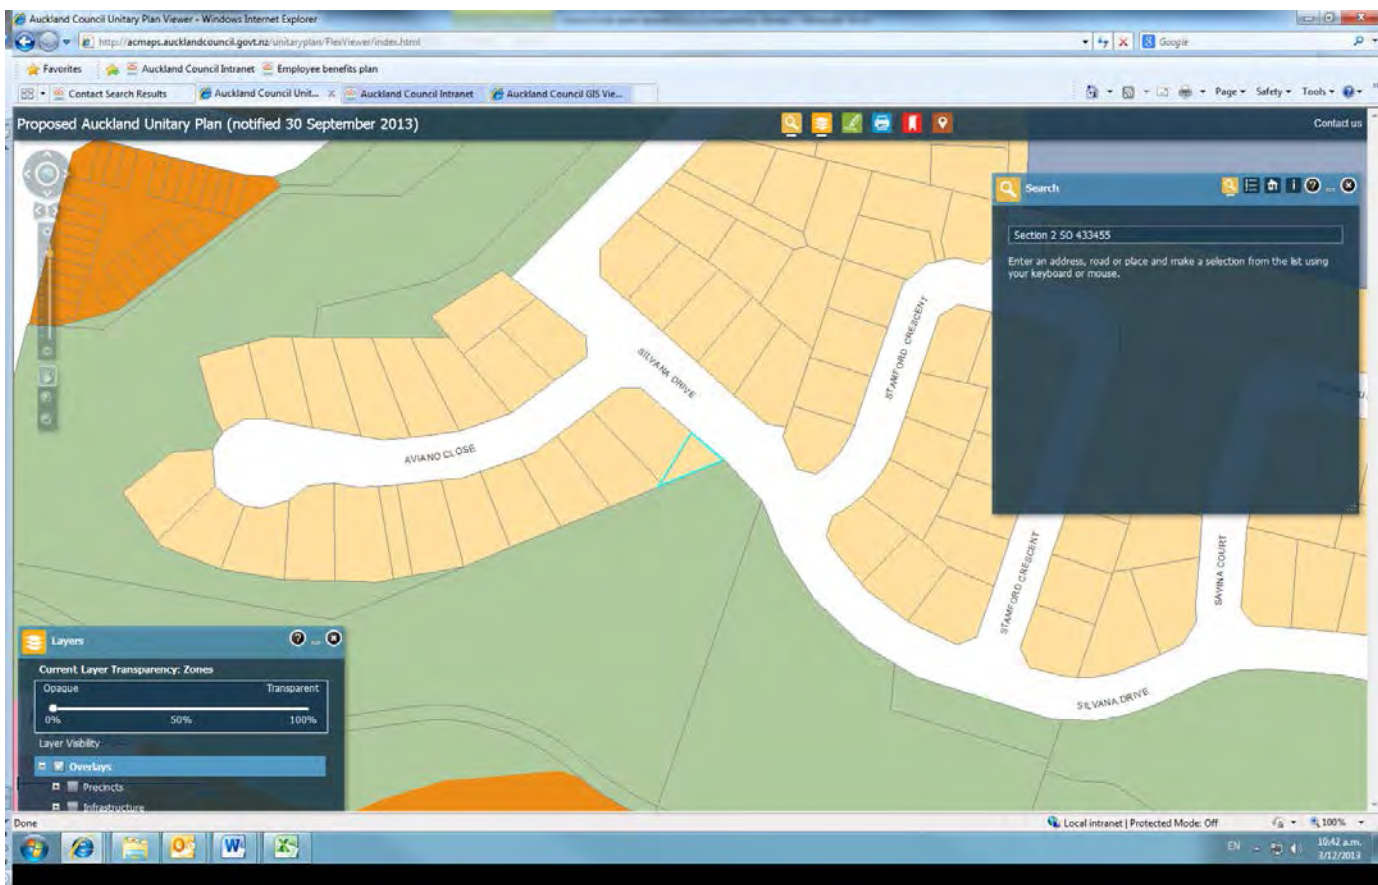 Auckland Council Unitary Plan Viewer - Windows Internet Explorer
http://acmaps.aucklandcouncil.govt.nz/unitaryplan/FlexViewer/index.html
Google
Favorites
Auckland Council Intranet
Employee benefits plan
Contact Search Results
Auckland Council Unit...
Auckland Council Intranet
Auckland Council GIS Vie...
Page
Safety
Tools
Proposed Auckland Unitary Plan (notified 30 September 2013)
Contact us
Search
Section 2 SO 433455
Enter an address, road or place and make a selection from the list using
your keyboard or mouse.
STAMFORD CRESCENT
SILVANA DRIVE
AVIANO CLOSE
STAMFORD CRESCENT
SAVINA COURT
SILVANA DRIVE
Layers
Current Layer Transparency: Zones
Opaque Transparent
0% 50% 100%
Layer Visibility
Overlays
Precincts
Infrastructure
Done
Local intranet | Protected Mode: Off
100%
EN
10:42 a.m.
3/12/2013